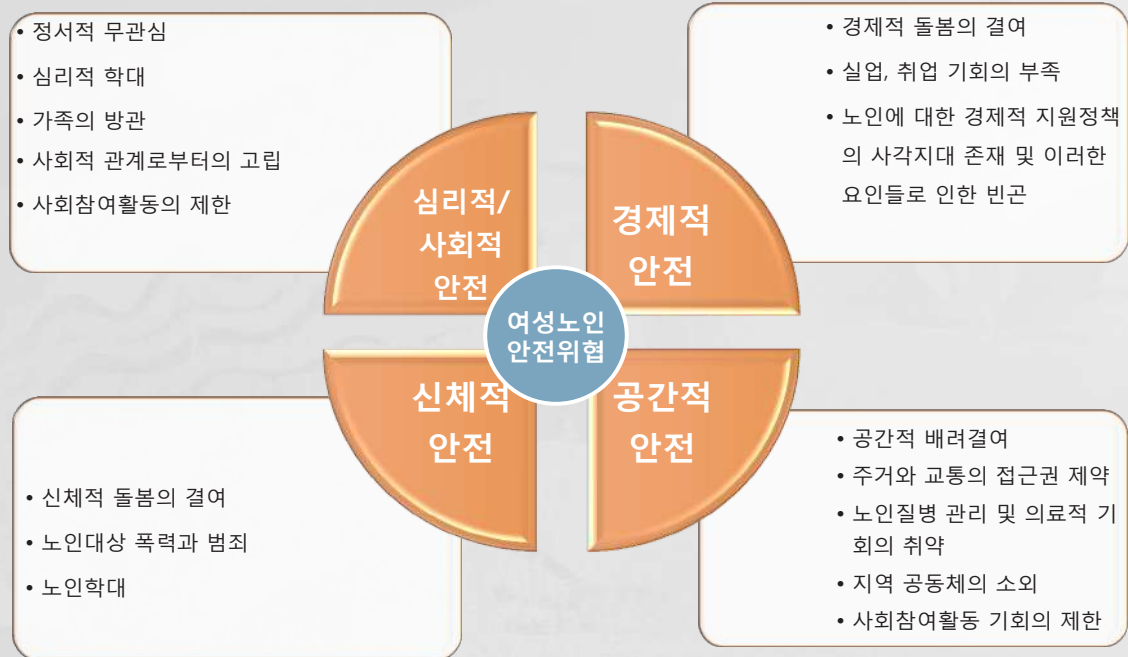 • 정서적 무관심
• 심리적 학대
• 가족의 방관
• 사회적 관계로부터의 고립
• 사회참여활동의 제한
• 경제적 돌봄의 결여
• 실업, 취업 기회의 부족
• 노인에 대한 경제적 지원정책
의 사각지대 존재 및 이러한
요인들로 인한 빈곤
심리적/
사회적
안전
경제적
안전
여성노인
안전위협
신체적
안전
공간적
안전
• 신체적 돌봄의 결여
• 노인대상 폭력과 범죄
• 노인학대
• 공간적 배려결여
• 주거와 교통의 접근권 제약
• 노인질병 관리 및 의료적 기
회의 취약
• 지역 공동체의 소외
• 사회참여활동 기회의 제한